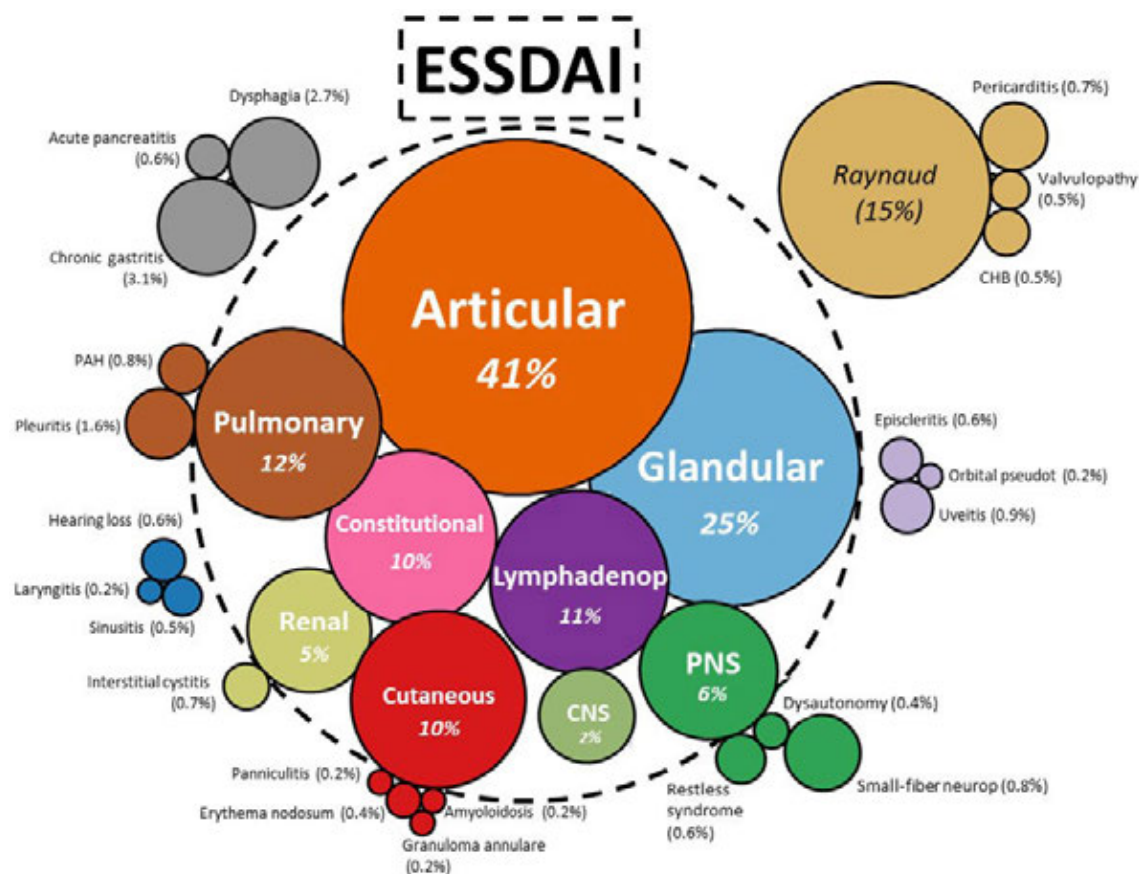 ESSDAI
Dysphagia (2.7%)
Acute pancreatitis
(0.6%)
Chronic gastritis
(3.1%)
Raynaud
(15%)
Pericarditis (0.7%)
Valvulopathy
(0.5%)
CHB (0.5%)
Articular
41%
PAH (0.8%)
Pleuritis (1.6%)
Pulmonary
12%
Glandular
25%
Episcleritis (0.6%)
Orbital pseudot (0.2%)
Uveitis (0.9%)
Constitutional
10%
Lymphadenop
11%
Hearing loss (0.6%)
Laryngitis (0.2%)
Sinusitis (0.5%)
Renal
5%
Interstitial cystitis
(0.7%)
Cutaneous
10%
CNS
2%
PNS
6%
Dysautonomy (0.4%)
Small-fiber neurop (0.8%)
Restless
syndrome
(0.6%)
Panniculitis (0.2%)
Erythema nodosum (0.4%)
Amyoloidosis (0.2%)
Granuloma annulare
(0.2%)